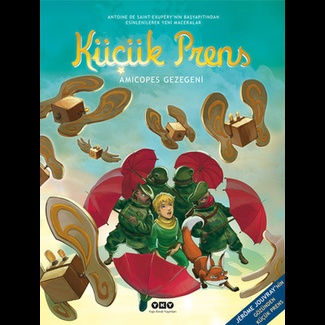 ANTOINE DE SAINT-EXUPÉRY'NİN BAŞYAPITINDAN
ESİNLENİLEREK YENİ MACERALAR
Küçük Prens
AMICOPES GEZEGENİ
YKY
Yapı Kredi Yayınları
JÉRÔME JOUVRAY'NİN
GÖZÜNDEN
KÜÇÜK PRENS